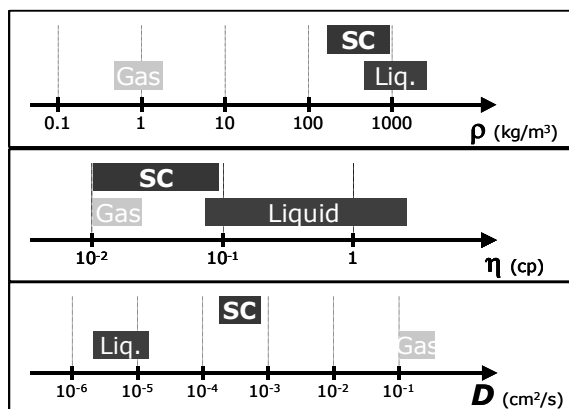 SC
Gas Liq.
0.1 1 10 100 1000
ρ (kg/m³)
SC
Gas Liquid
10⁻² 10⁻¹ 1
η (cp)
SC
Liq. Gas
10⁻⁶ 10⁻⁵ 10⁻⁴ 10⁻³ 10⁻² 10⁻¹
D (cm²/s)